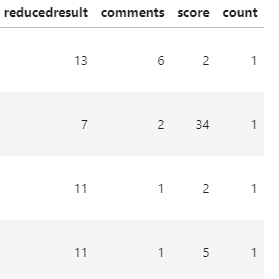 reducedresult comments score count
13 6 2 1
7 2 34 1
11 1 2 1
11 1 5 1